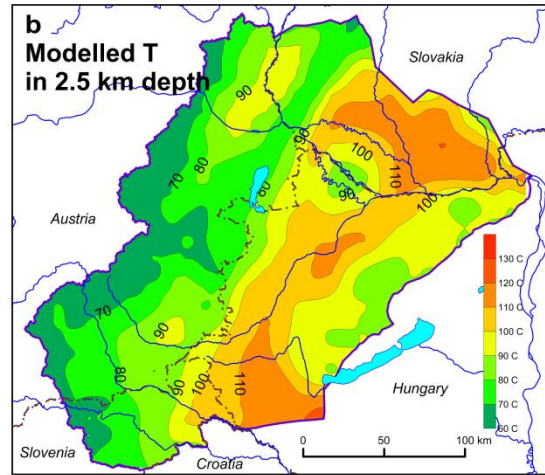 b
Modelled T
in 2.5 km depth
Slovakia
Austria
Hungary
Slovenia
Croatia
90
80
70
90
80
100
110
90
100
70
90
80
90
100
110
130 C
120 C
110 C
100 C
90 C
80 C
70 C
60 C
0 50 100 km